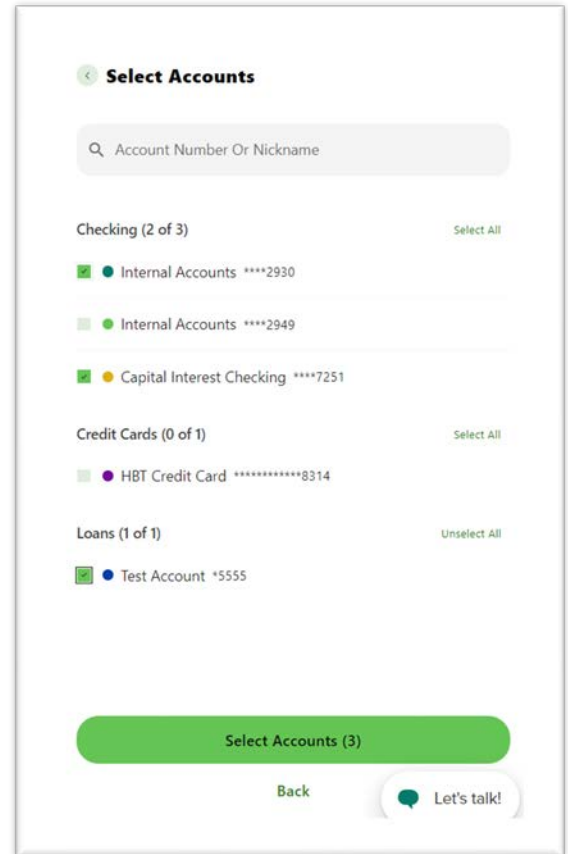 Select Accounts
Account Number Or Nickname
Checking (2 of 3) Select All
Internal Accounts ****2930
Internal Accounts ****2949
Capital Interest Checking ****7251
Credit Cards (0 of 1) Select All
HBT Credit Card ************8314
Loans (1 of 1) Unselect All
Test Account *5555
Select Accounts (3)
Back
Let's talk!